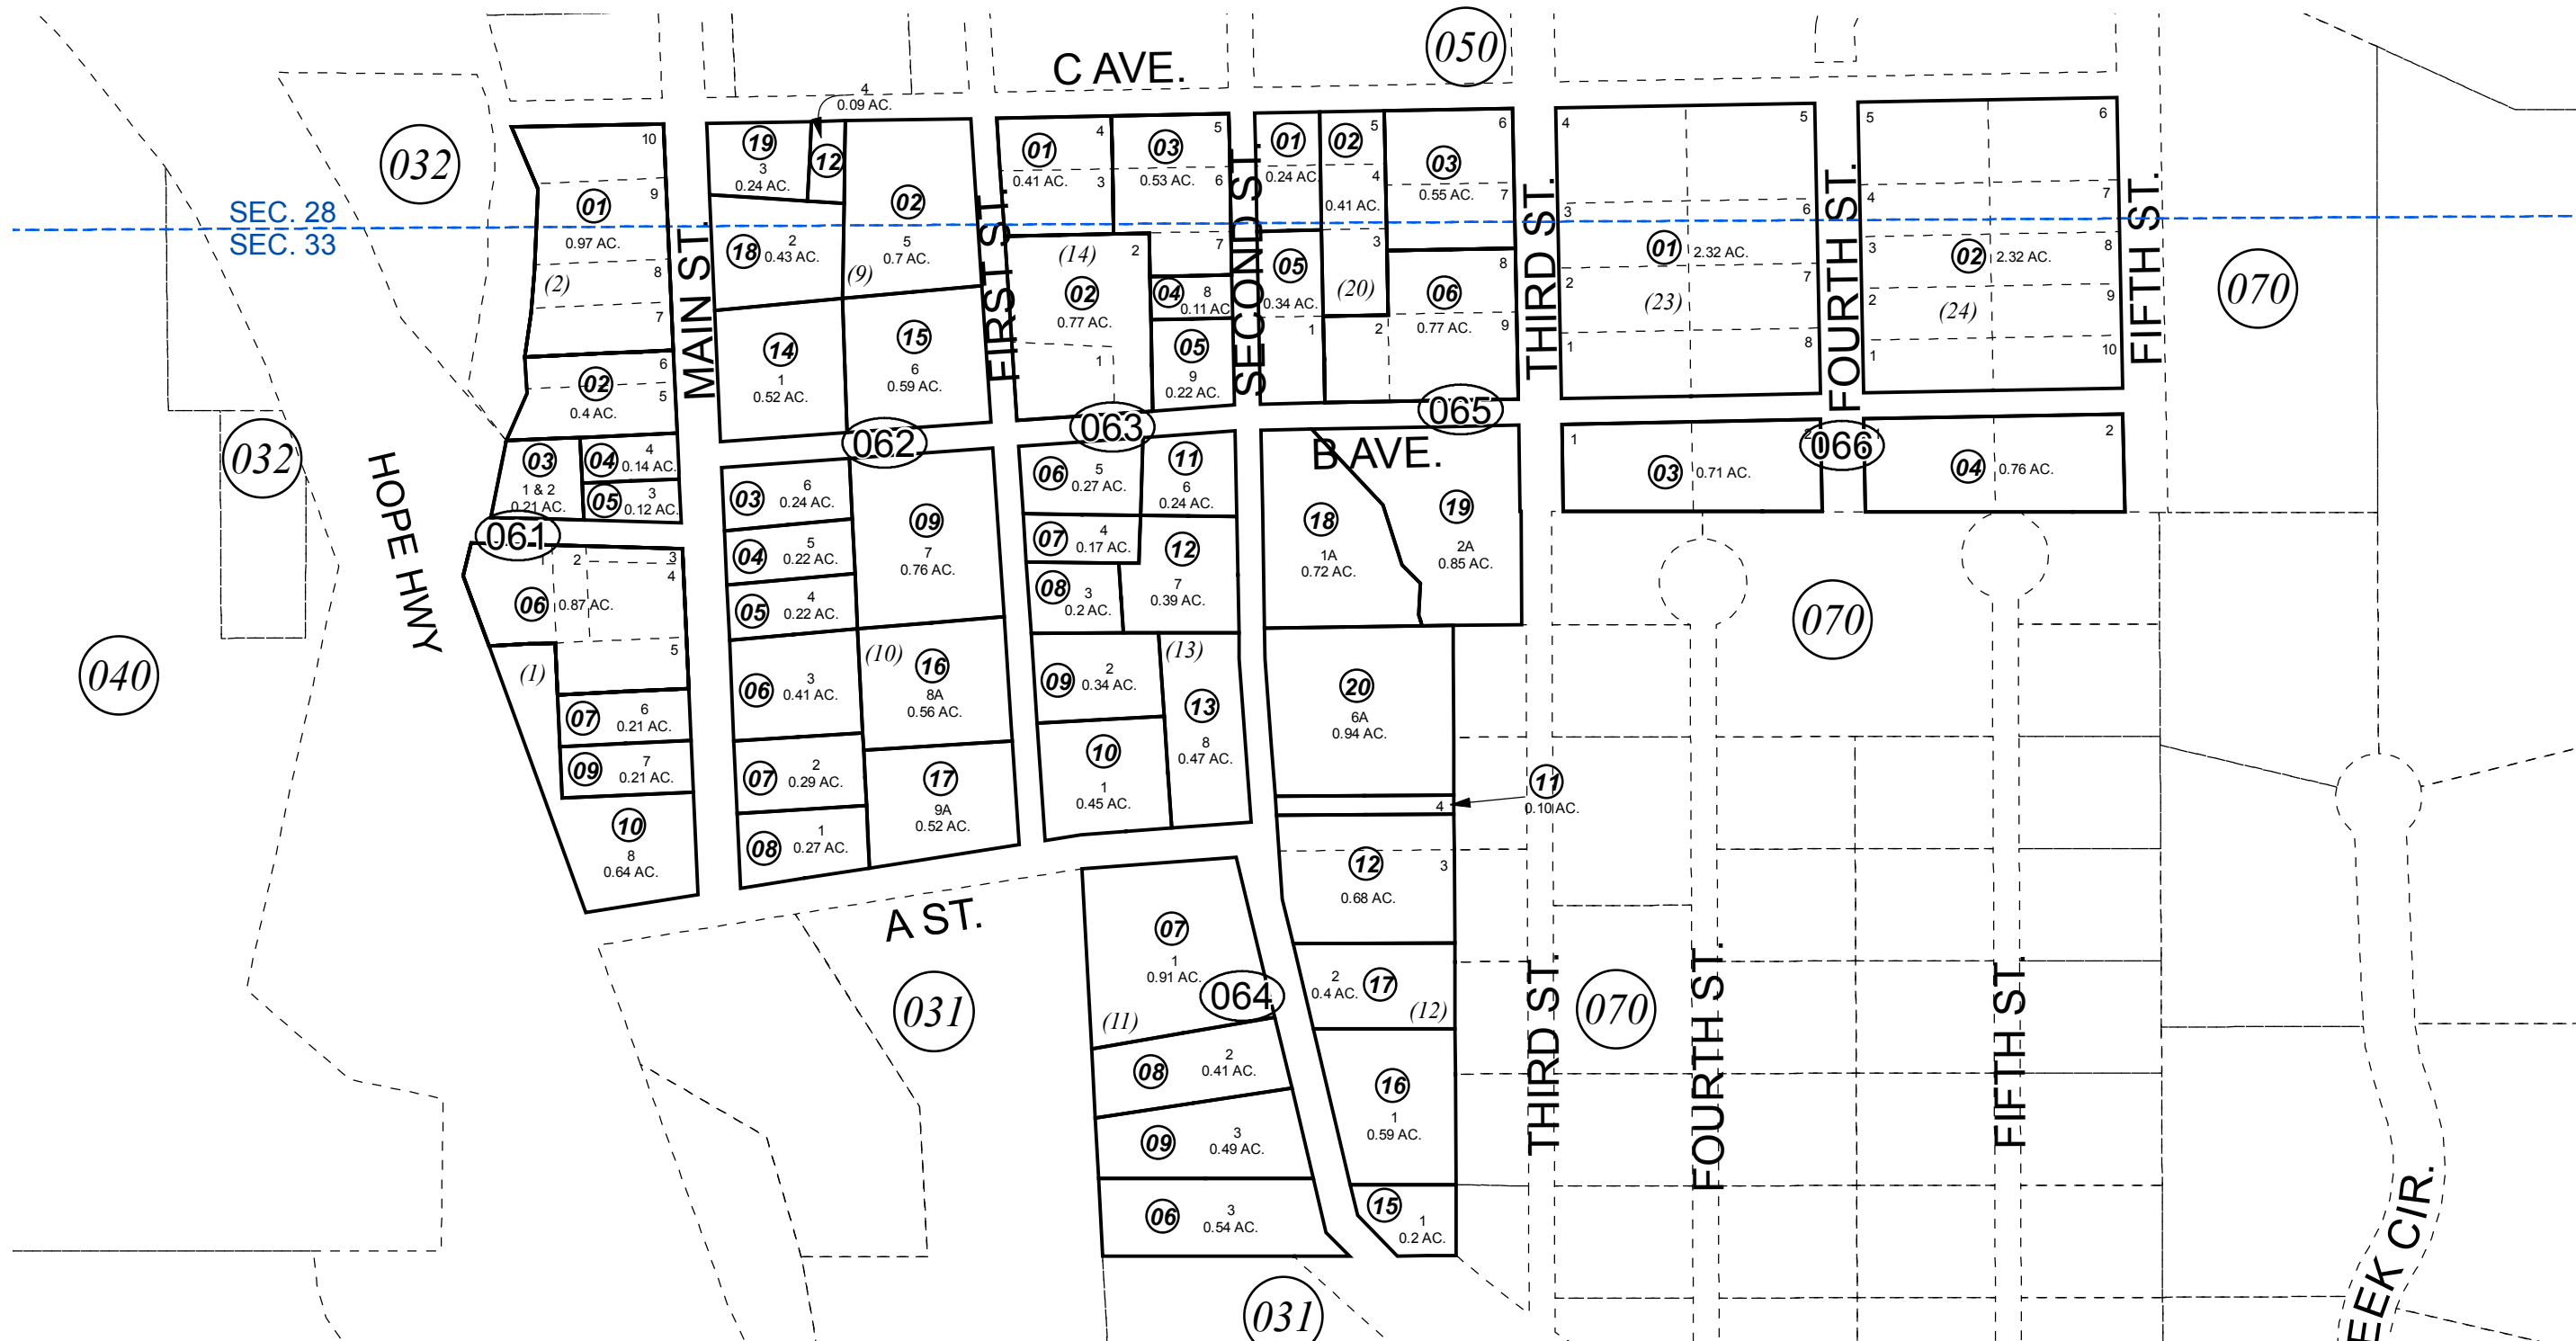 050
C AVE.
4
0.09 AC.
032
10
19
3
0.24 AC.
12
4
01
0.41 AC.
3
5
03
0.53 AC.
6
01
0.24 AC.
02
5
4
0.41 AC.
6
03
0.55 AC.
7
4
5
5
6
SEC. 28
SEC. 33
01
9
0.97 AC.
8
(2)
7
MAIN ST.
18
2
0.43 AC.
02
5
0.7 AC.
(9)
FIRST ST.
(14)
2
02
0.77 AC.
1
7
04
8
0.11 AC.
05
9
0.22 AC.
SECOND ST.
05
0.34 AC.
1
3
(20)
2
8
06
0.77 AC.
9
THIRD ST.
3
6
01
2.32 AC.
2
7
(23)
1
8
FOURTH ST.
4
7
3
8
02
2.32 AC.
2
9
(24)
1
10
FIFTH ST.
070
14
1
0.52 AC.
15
6
0.59 AC.
02
6
5
0.4 AC.
062
063
065
B AVE.
066
032
HOPE HWY
03
1 & 2
0.21 AC.
04
4
0.14 AC.
05
3
0.12 AC.
061
03
6
0.24 AC.
04
5
0.22 AC.
05
4
0.22 AC.
09
7
0.76 AC.
06
5
0.27 AC.
07
4
0.17 AC.
08
3
0.2 AC.
11
6
0.24 AC.
12
7
0.39 AC.
18
1A
0.72 AC.
19
2A
0.85 AC.
1
2
03
0.71 AC.
1
2
04
0.76 AC.
1
2
3
4
06
0.87 AC.
5
(1)
040
070
07
6
0.21 AC.
09
7
0.21 AC.
10
8
0.64 AC.
06
3
0.41 AC.
07
2
0.29 AC.
08
1
0.27 AC.
(10)
16
8A
0.56 AC.
17
9A
0.52 AC.
09
2
0.34 AC.
10
1
0.45 AC.
(13)
13
8
0.47 AC.
20
6A
0.94 AC.
4
11
0.10 AC.
12
3
0.68 AC.
A ST.
031
07
1
0.91 AC.
064
(11)
2
0.4 AC.
17
(12)
THIRD ST.
070
FOURTH ST.
FIFTH ST.
08
2
0.41 AC.
09
3
0.49 AC.
06
3
0.54 AC.
16
1
0.59 AC.
15
1
0.2 AC.
031
EEK CIR.